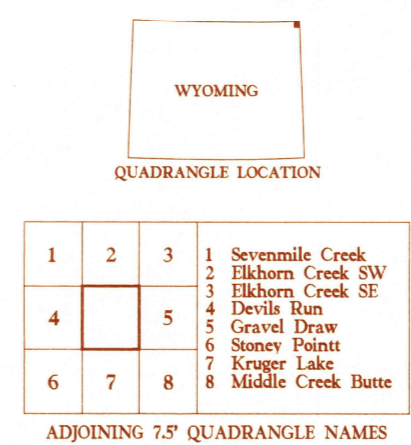 WYOMING
QUADRANGLE LOCATION
1 2 3
4 5
6 7 8
1 Sevenmile Creek
2 Elkhorn Creek SW
3 Elkhorn Creek SE
4 Devils Run
5 Gravel Draw
6 Stoney Pointt
7 Kruger Lake
8 Middle Creek Butte
ADJOINING 7.5' QUADRANGLE NAMES